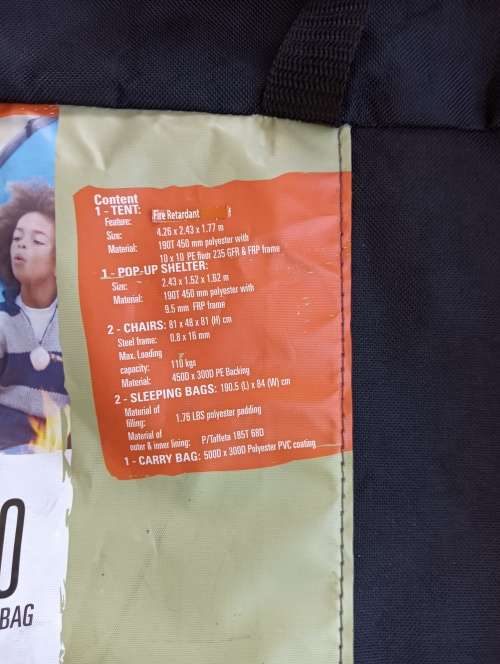 Content
1 - TENT:
Feature: Fire Retardant
Size: 4.26 x 2.43 x 1.77 m
Material: 190T 450 mm polyester with
10 x 10 PE floor 235 GFR & FRP frame
1 - POP-UP SHELTER:
Size: 2.43 x 1.52 x 1.02 m
Material: 190T 450 mm polyester with
9.5 mm FRP frame
2 - CHAIRS: 81 x 48 x 81 (H) cm
Steel frame: 0.8 x 16 mm
Max. Loading
capacity: 110 kgs
Material: 450D x 300D PE Backing
2 - SLEEPING BAGS: 190.5 (L) x 84 (W) cm
Material of
filling: 1.76 LBS polyester padding
Material of
outer & inner lining: P/Taffeta 185T 68D
1 - CARRY BAG: 500D x 300D Polyester PVC coating
0
BAG